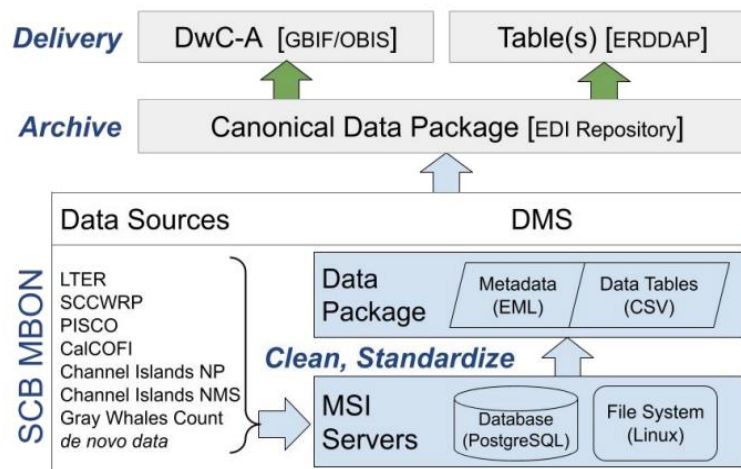 Delivery
DwC-A [GBIF/OBIS]
Table(s) [ERDDAP]
Archive
Canonical Data Package [EDI Repository]
SCB MBON
Data Sources
DMS
LTER
SCCWRP
PISCO
CalCOFI
Channel Islands NP
Channel Islands NMS
Gray Whales Count
de novo data
Data
Package
Metadata
(EML)
Data Tables
(CSV)
Clean, Standardize
MSI
Servers
Database
(PostgreSQL)
File System
(Linux)